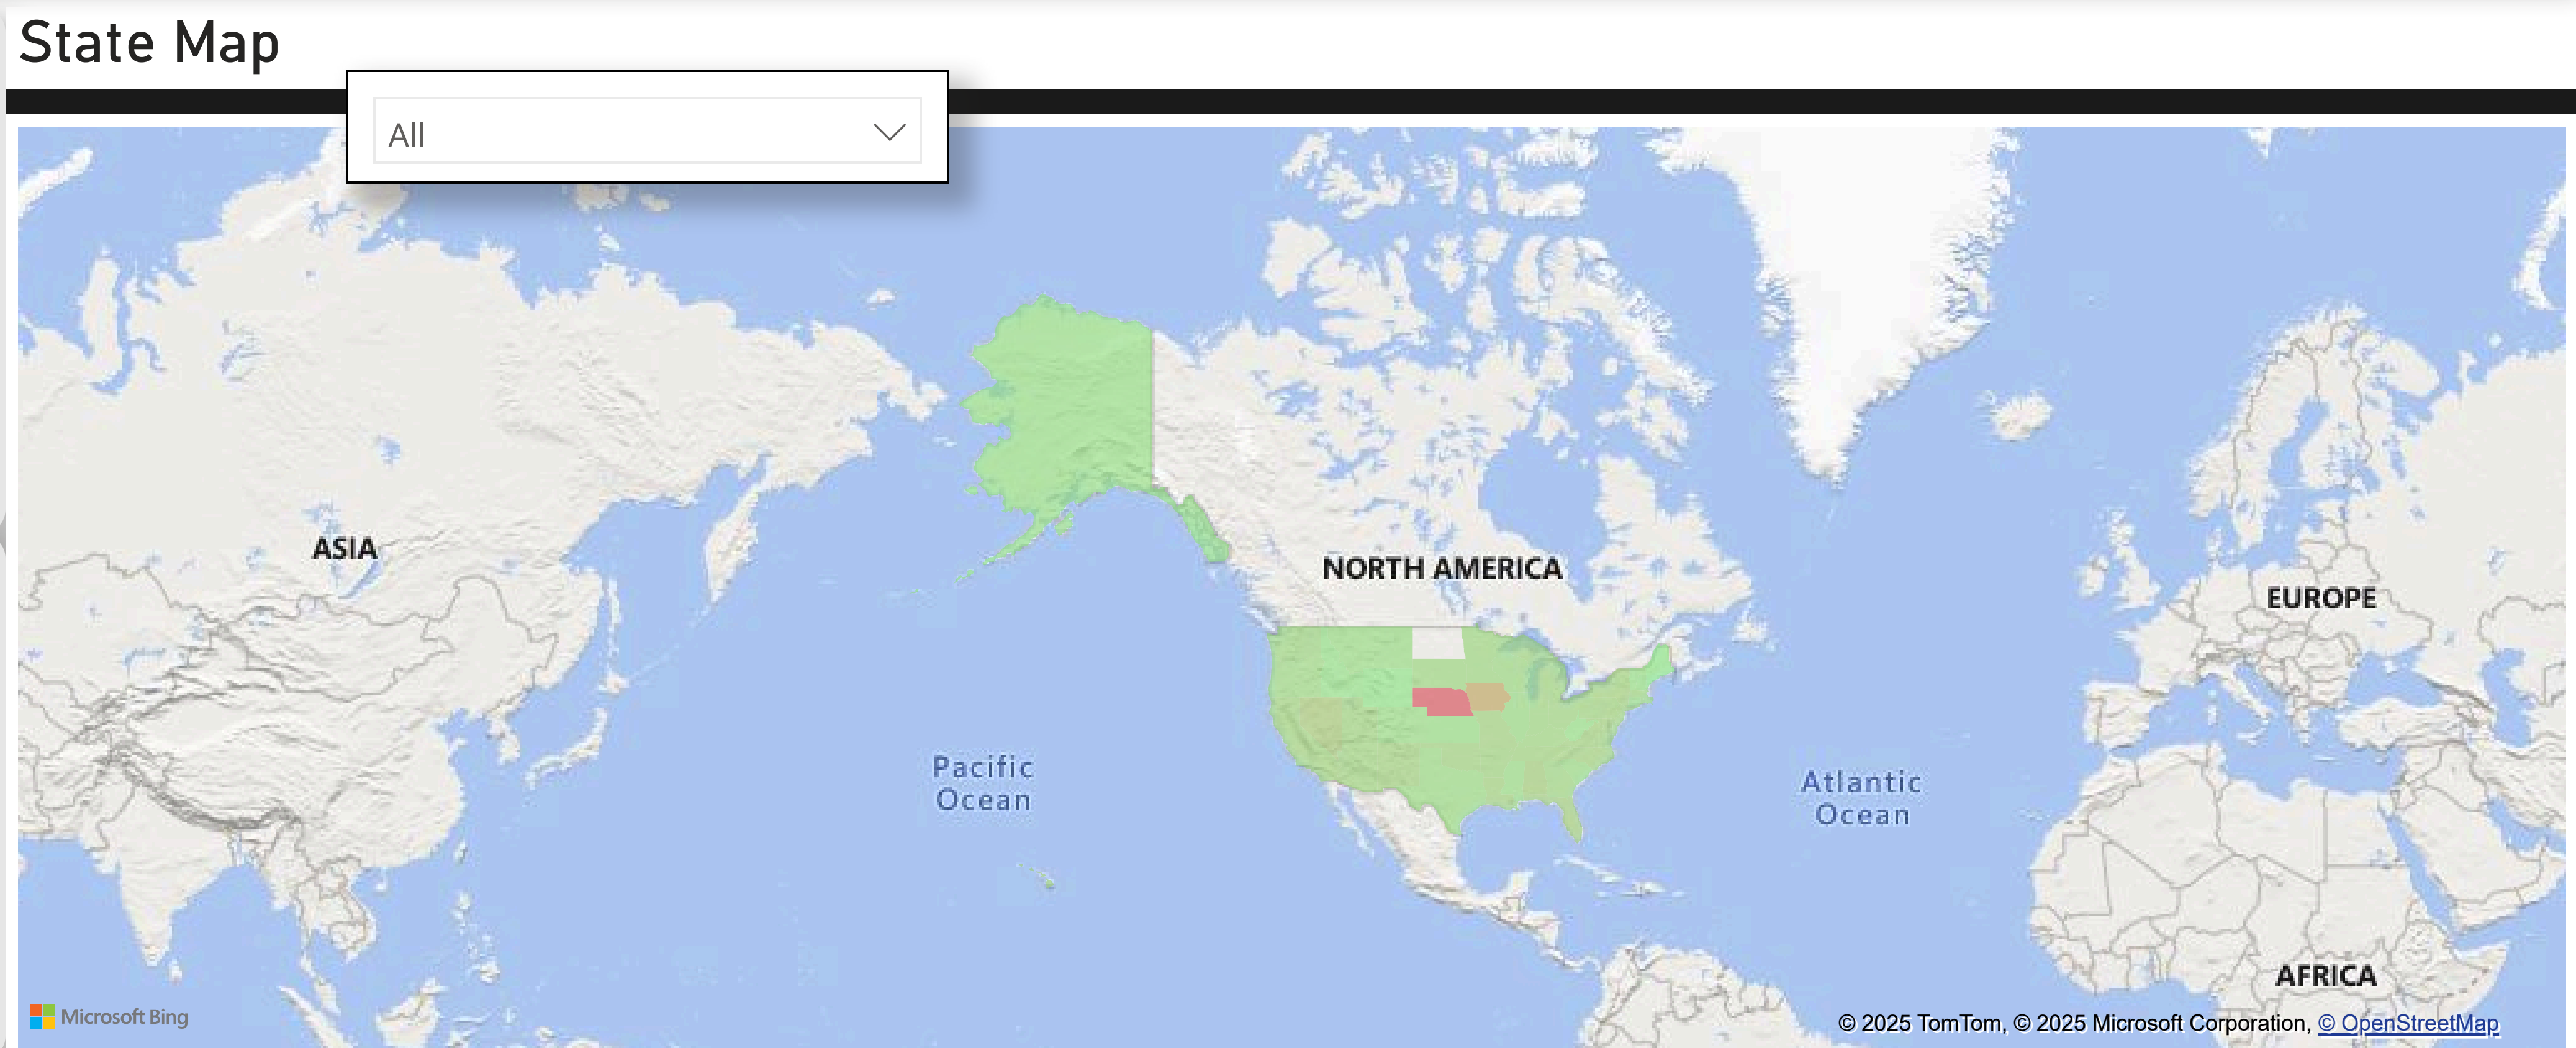 State Map
All
ASIA
NORTH AMERICA
EUROPE
Pacific
Ocean
Atlantic
Ocean
AFRICA
Microsoft Bing
© 2025 TomTom, © 2025 Microsoft Corporation, © OpenStreetMap